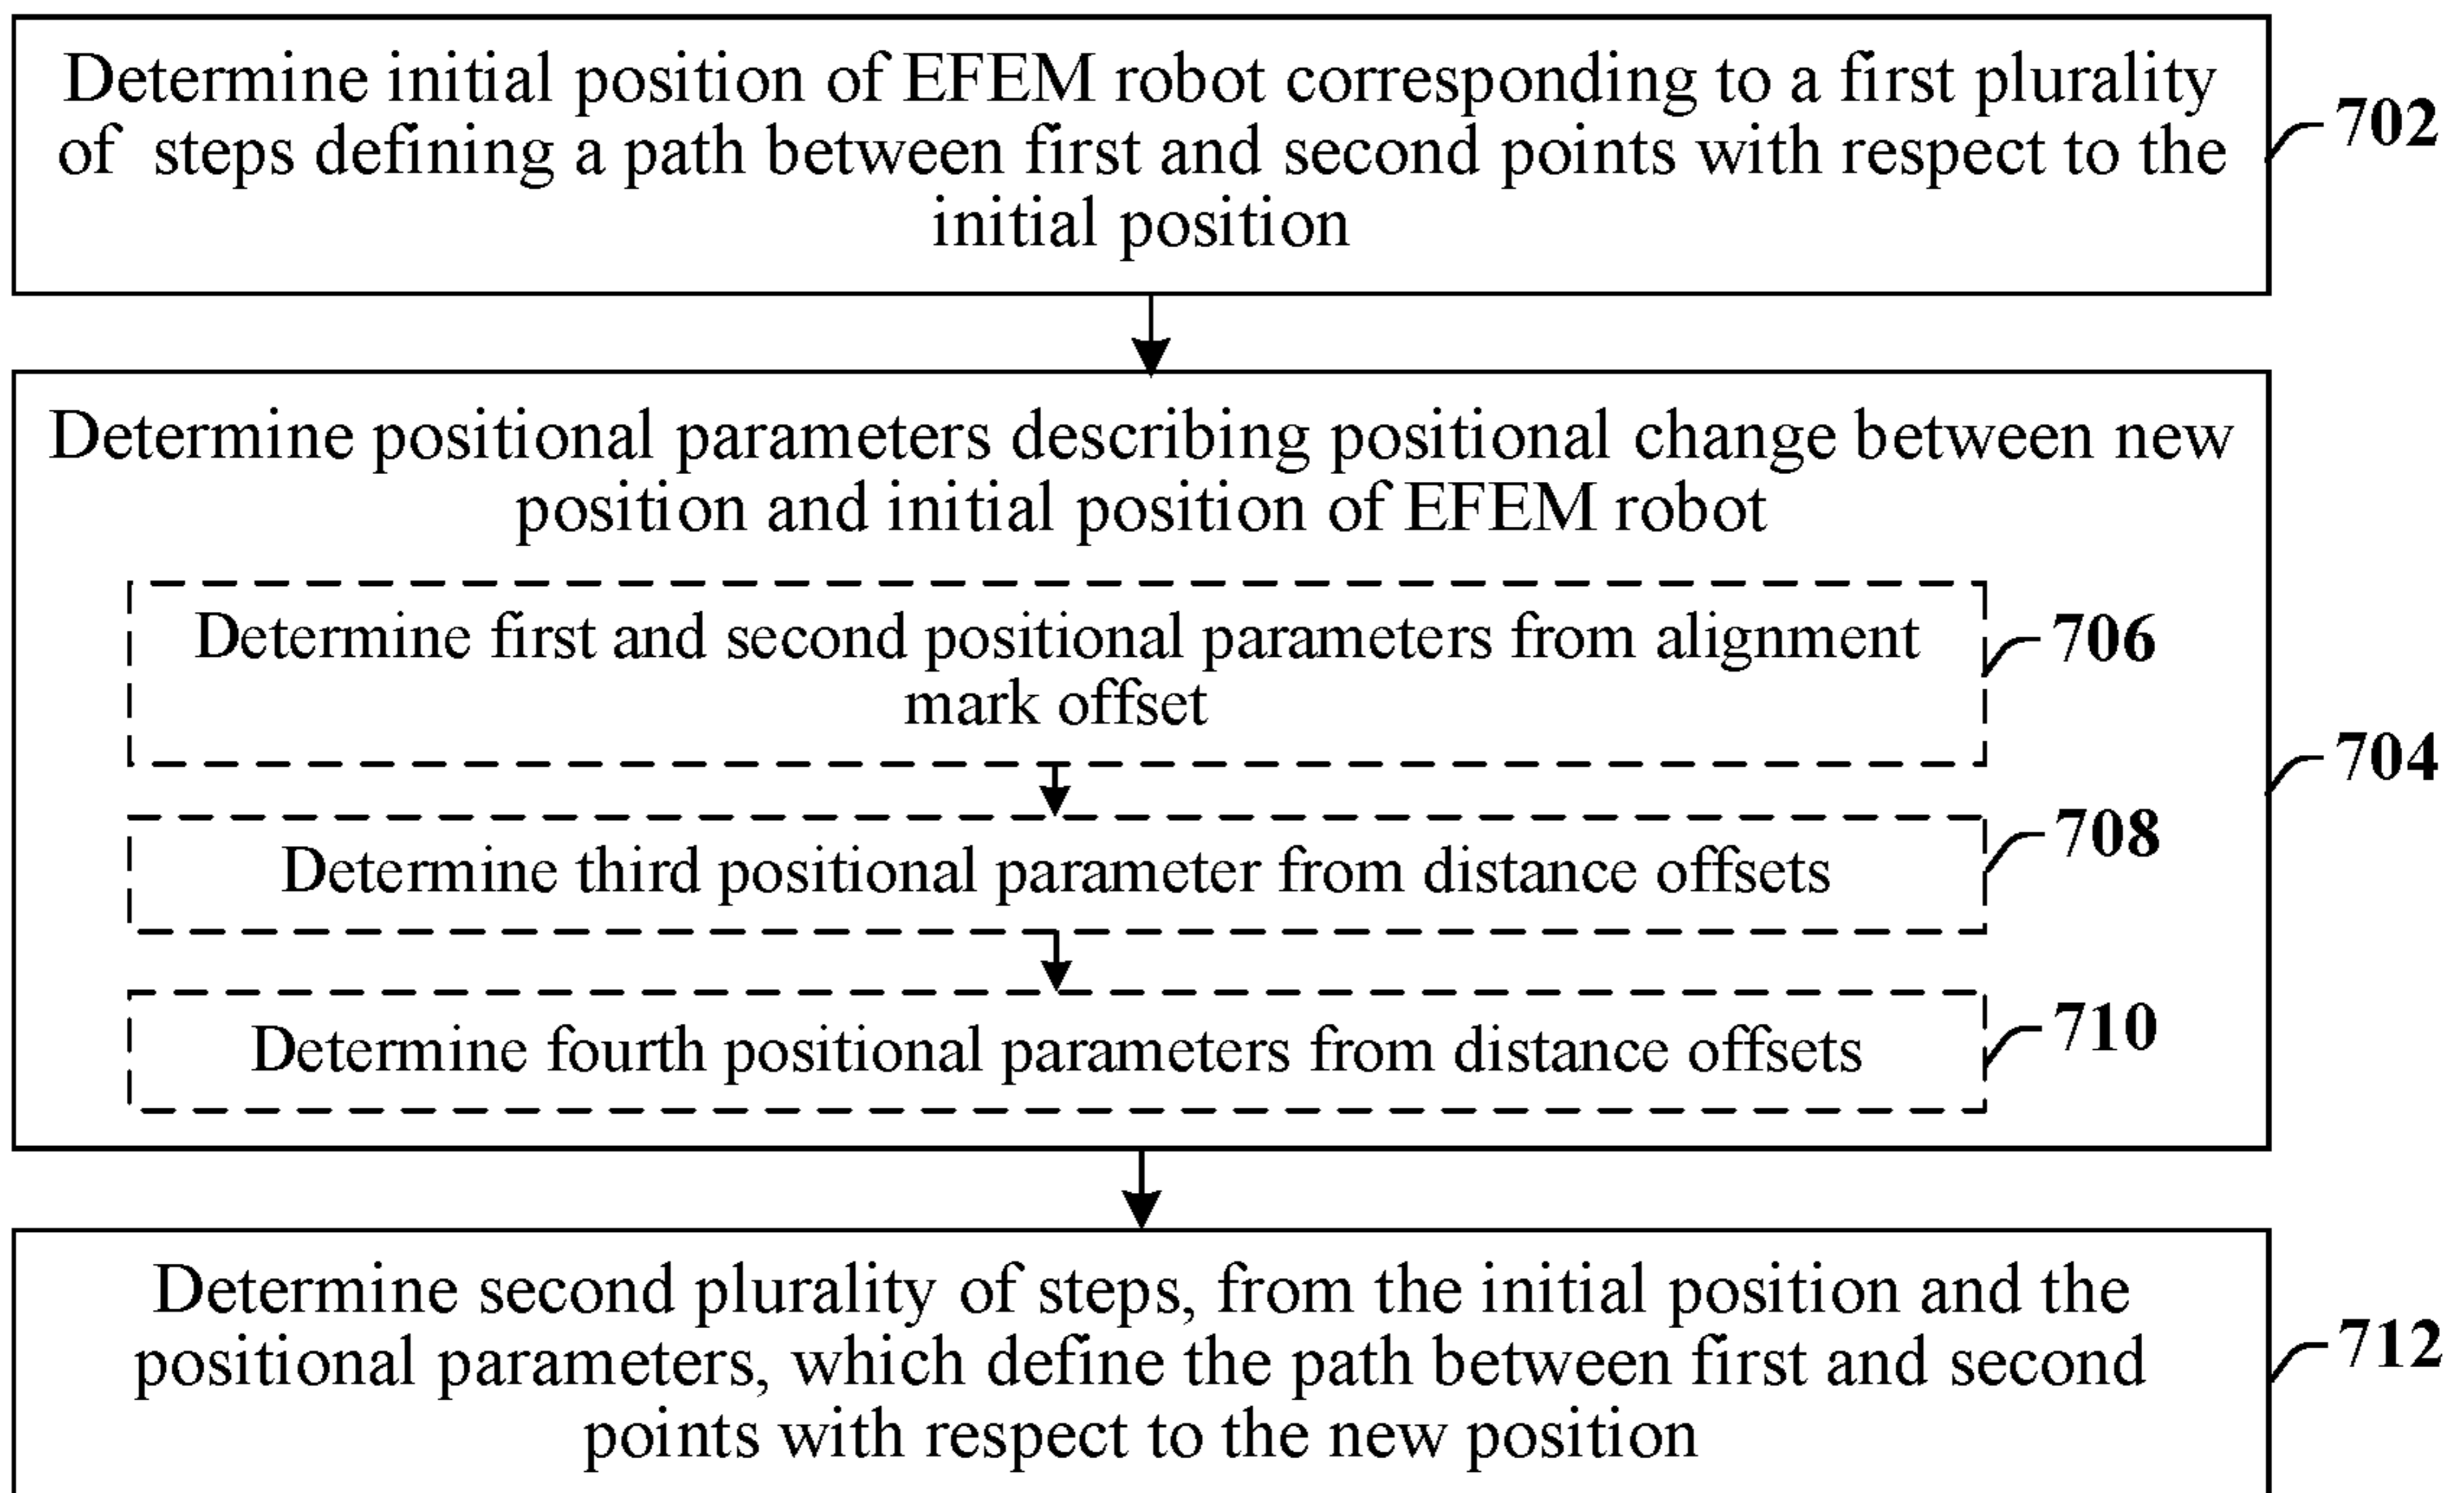 Determine initial position of EFEM robot corresponding to a first plurality
of steps defining a path between first and second points with respect to the
initial position
702
Determine positional parameters describing positional change between new
position and initial position of EFEM robot
Determine first and second positional parameters from alignment
mark offset
706
704
Determine third positional parameter from distance offsets
708
Determine fourth positional parameters from distance offsets
710
Determine second plurality of steps, from the initial position and the
positional parameters, which define the path between first and second
points with respect to the new position
712